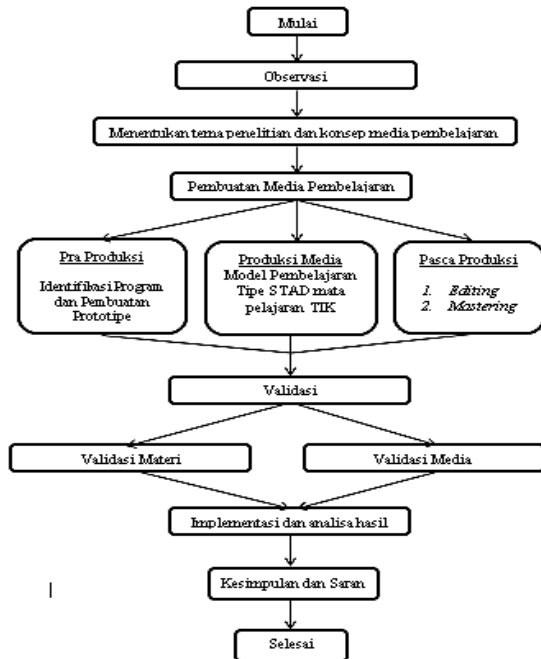 Mulai
Observasi
Menentukan tema penelitian dan konsep media pembelajaran
Pembuatan Media Pembelajaran
Pra Produksi
Identifikasi Program
dan Pembuatan
Prototipe
Produksi Media
Model Pembelajaran
Tipe STAD mata
pelajaran TIK
Pasca Produksi
1. Editing
2. Mastering
Validasi
Validasi Materi
Validasi Media
Implementasi dan analisa hasil
Kesimpulan dan Saran
Selesai